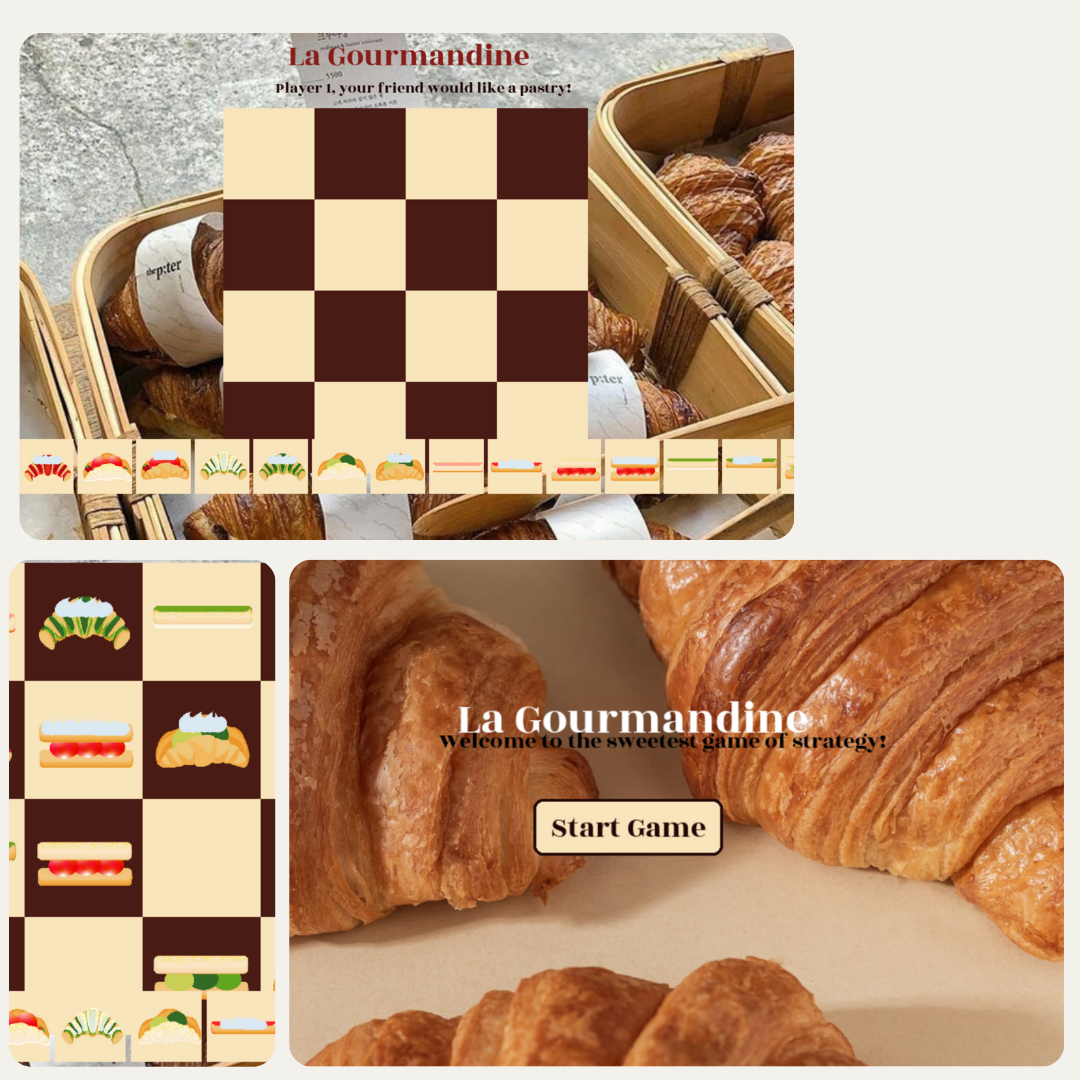 La Gourmandine
5500
Player 1, your friend would like a pastry!
the p:ter
p:ter
La Gourmandine
Welcome to the sweetest game of strategy!
Start Game